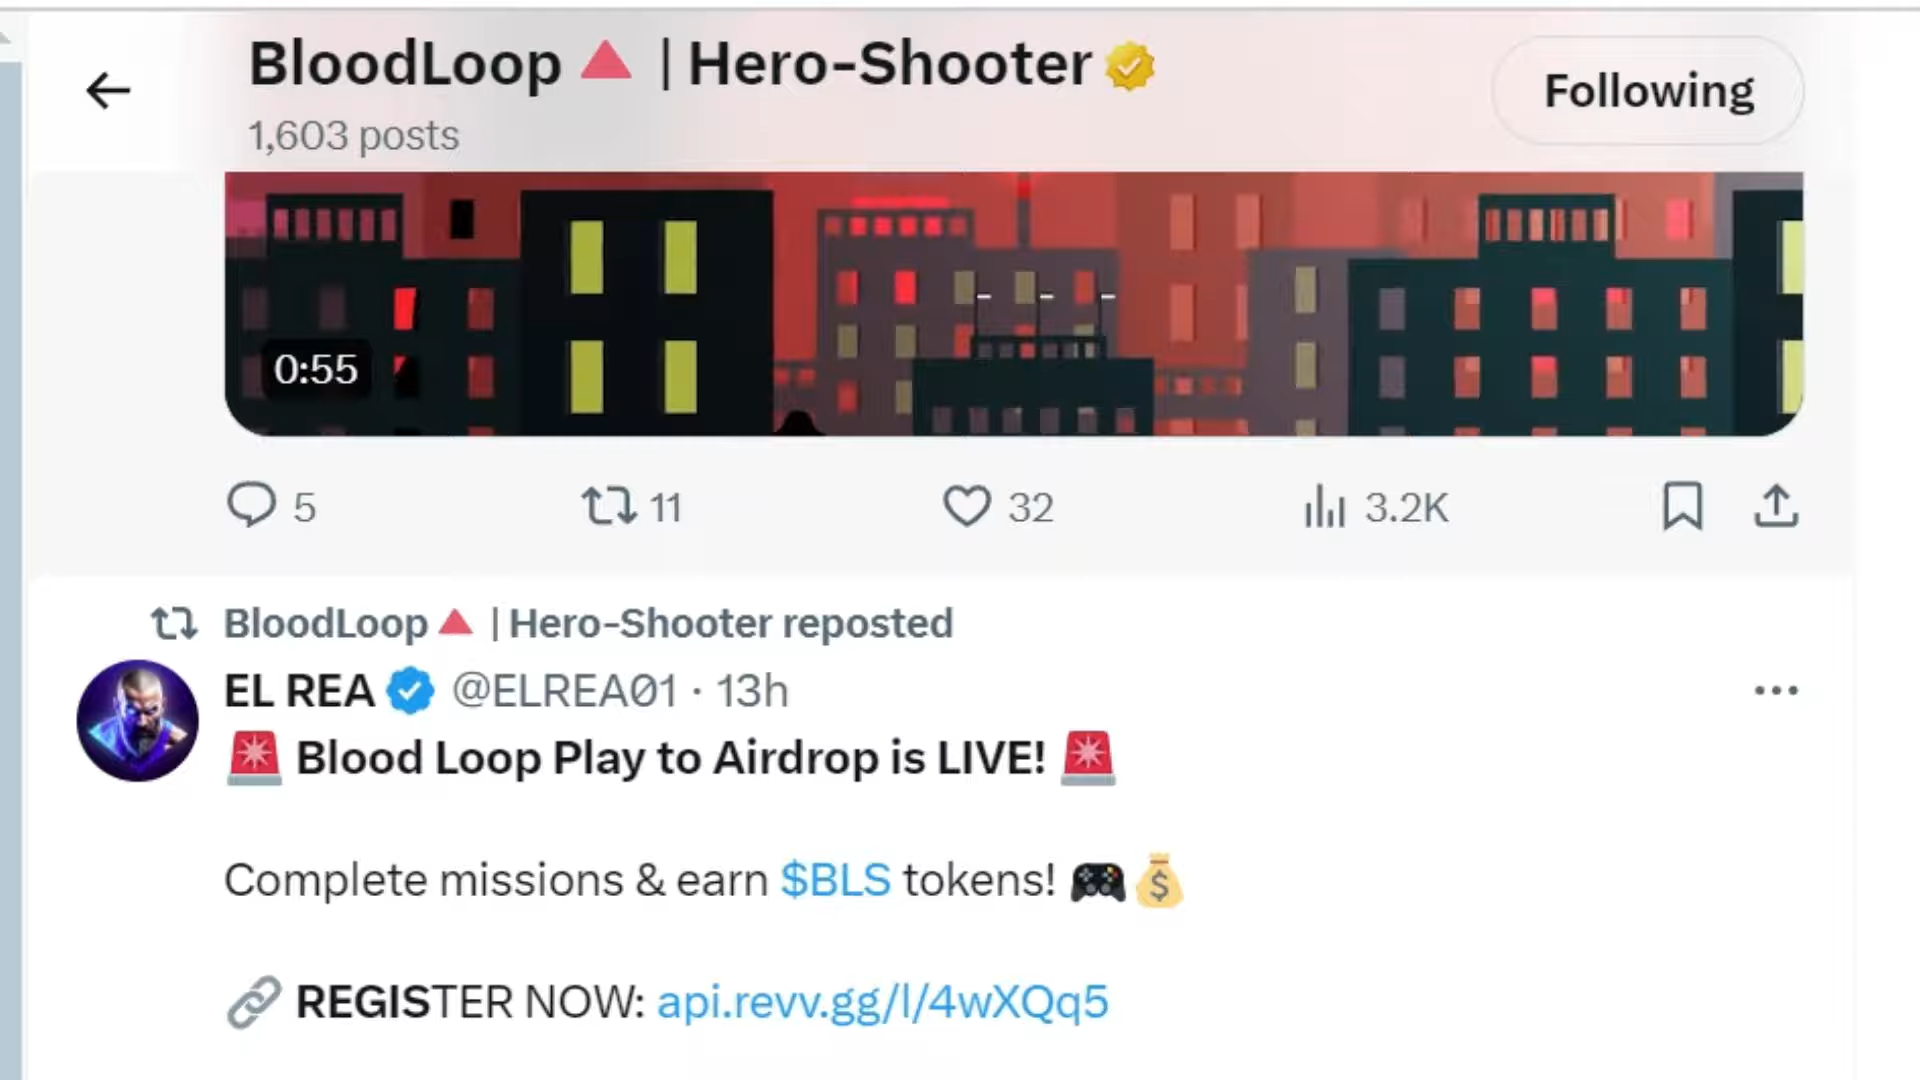 BloodLoop🔺 | Hero-Shooter
1,603 posts
Following
0:55
5
11
32
3.2K
BloodLoop🔺 | Hero-Shooter reposted
EL REA @ELREA01 · 13h
🚨 Blood Loop Play to Airdrop is LIVE! 🚨
Complete missions & earn $BLS tokens! 🎮💰
🔗 REGISTER NOW: api.revv.gg/l/4wXQq5